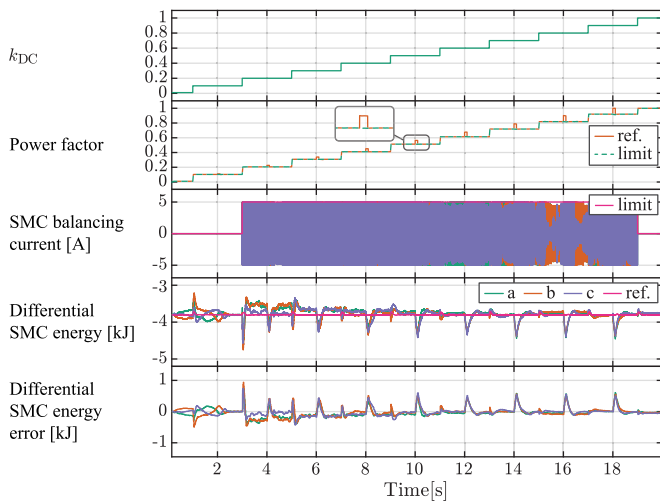 1
0.8
0.6
0.4
0.2
0
k_DC
1
0.8
0.6
0.4
0.2
0
Power factor
ref.
limit
5
0
-5
SMC balancing
current [A]
limit
-3
-4
-5
Differential
SMC energy [kJ]
a b c ref.
1
0
-1
Differential
SMC energy
error [kJ]
2 4 6 8 10 12 14 16 18
Time[s]